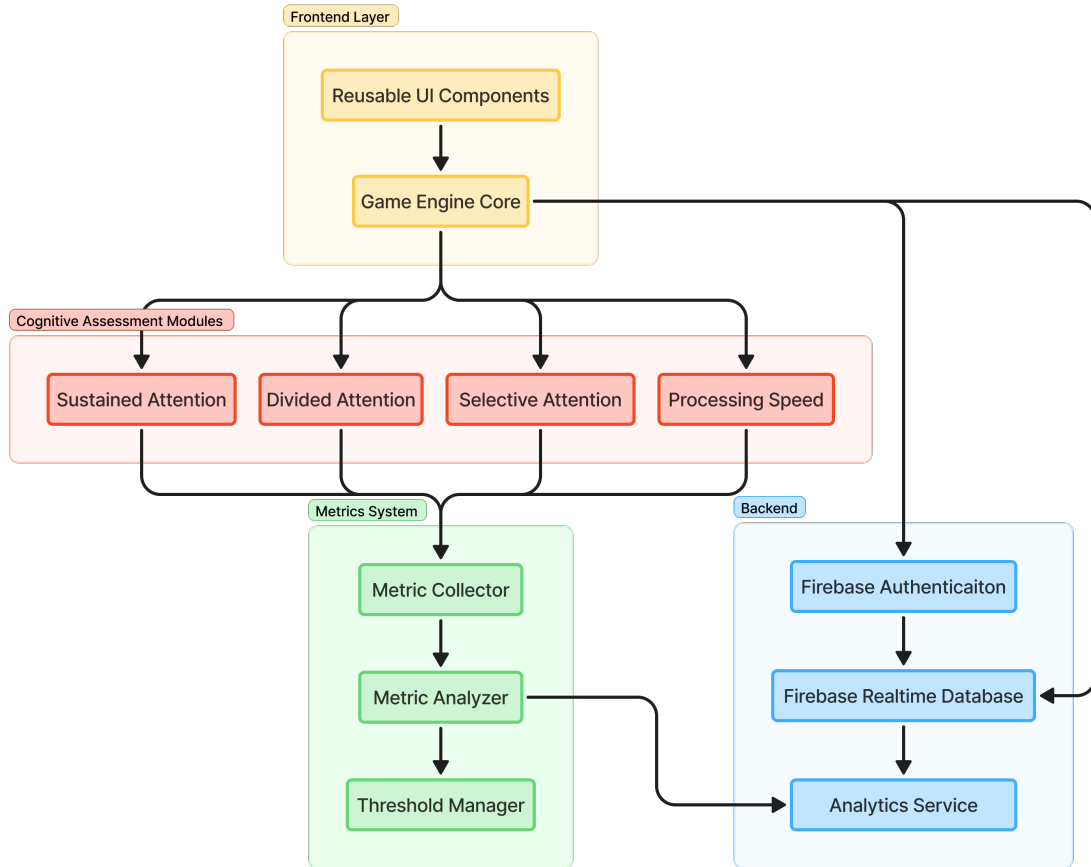 Frontend Layer
Reusable UI Components
Game Engine Core
Cognitive Assessment Modules
Sustained Attention
Divided Attention
Selective Attention
Processing Speed
Metrics System
Metric Collector
Metric Analyzer
Threshold Manager
Backend
Firebase Authenticaiton
Firebase Realtime Database
Analytics Service